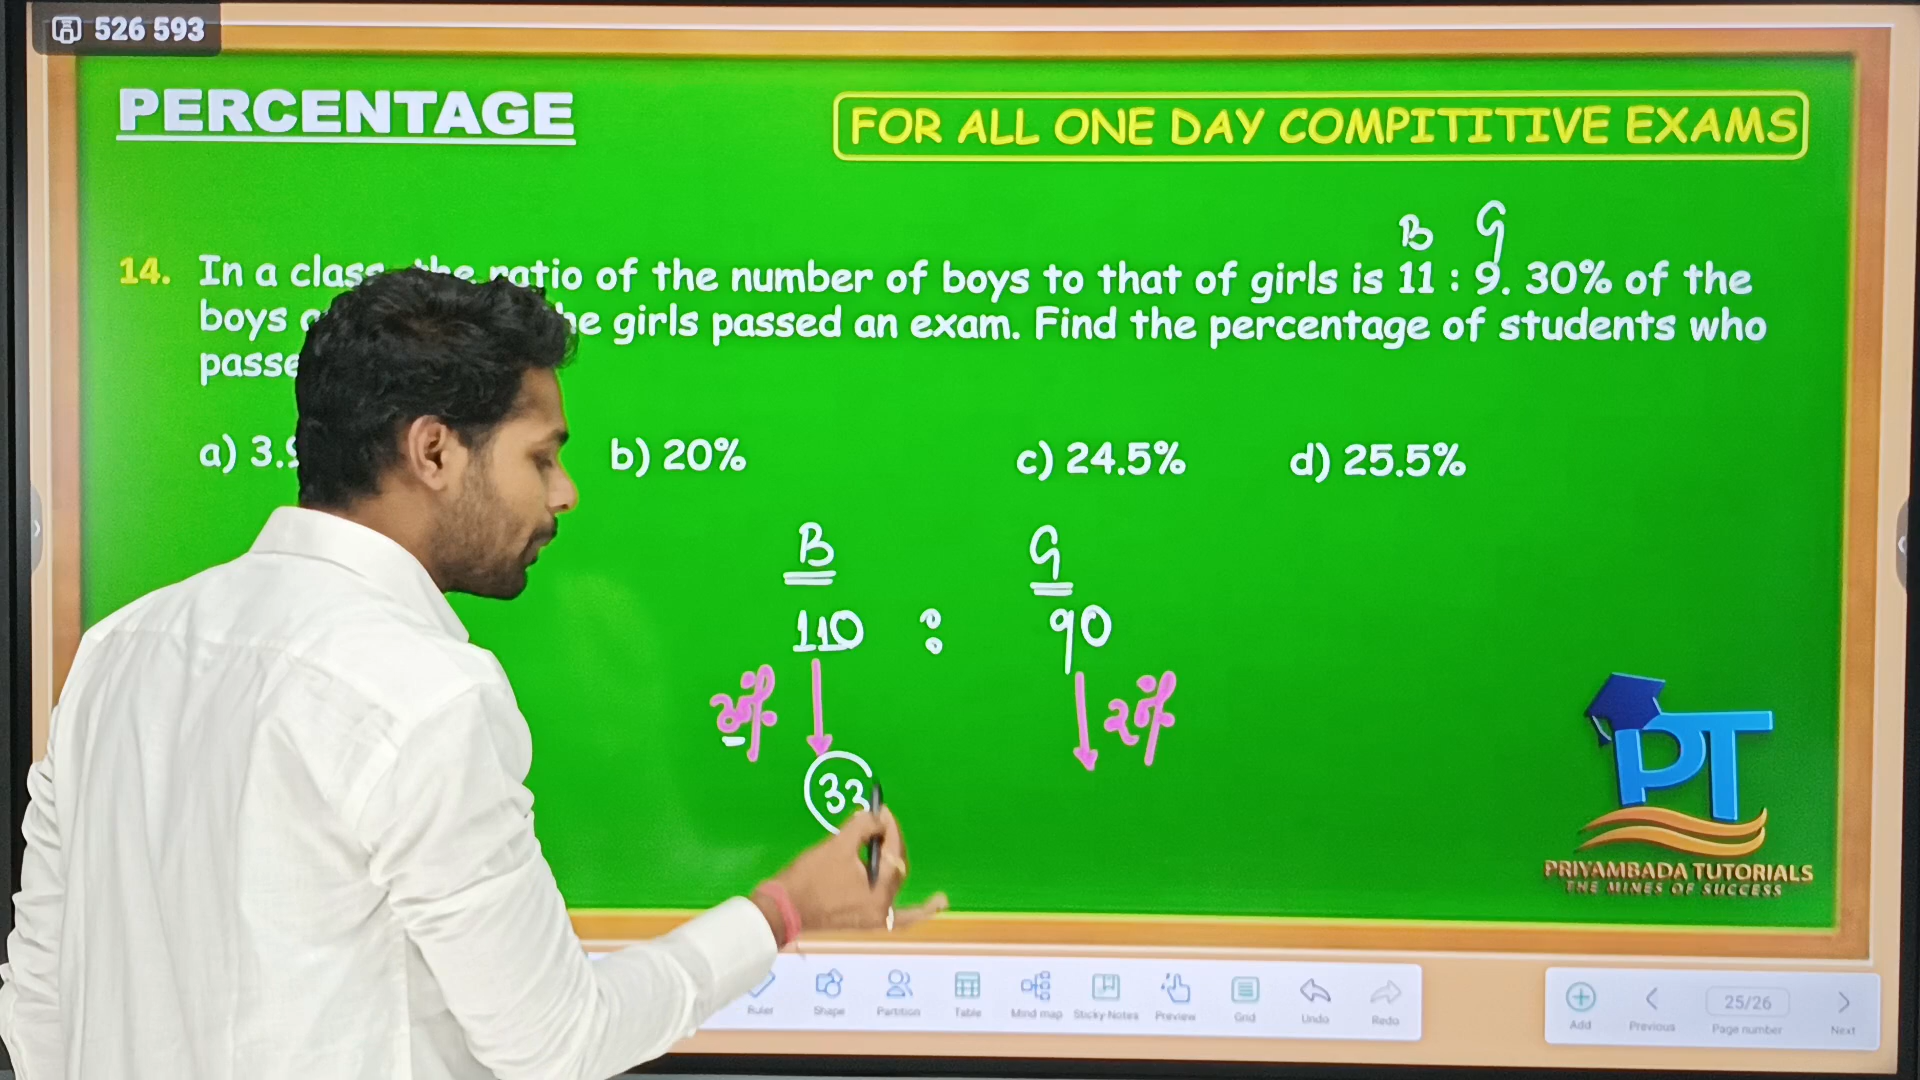 526 593
PERCENTAGE
FOR ALL ONE DAY COMPITITIVE EXAMS
B G
14. In a class, the ratio of the number of boys to that of girls is 11 : 9. 30% of the
boys he girls passed an exam. Find the percentage of students who
passe
a) 3.9 b) 20% c) 24.5% d) 25.5%
B G
110 : 90
30% 20%
33
PT
PRIYAMBADA TUTORIALS
THE MINES OF SUCCESS
Ruler Shape Partition Table Mind map Sticky Notes Preview Grid Undo Redo
25/26
Add Previous Page number Next